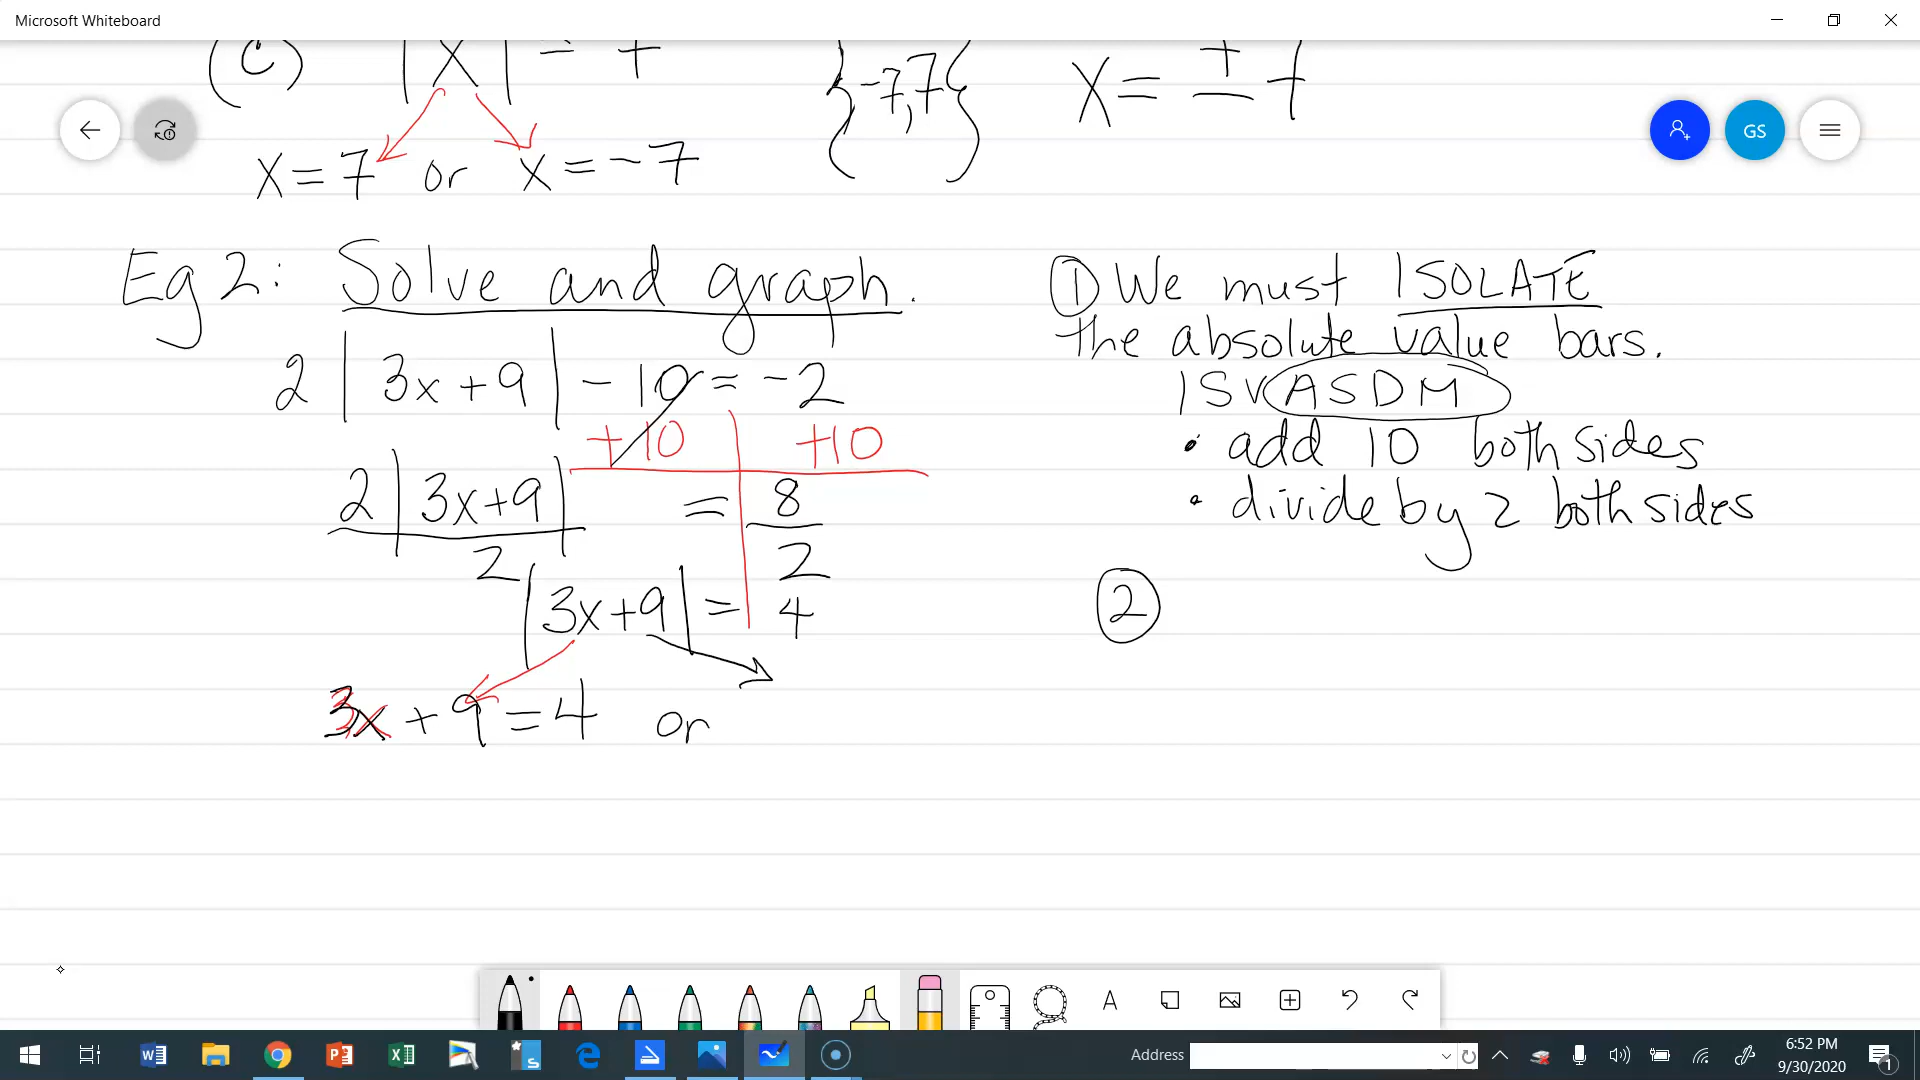 Microsoft Whiteboard
(c) |x| = 7 {-7,7} x = ± 7
x = 7 or x = -7
GS
Eg 2: Solve and graph.
2 | 3x + 9 | - 10 = -2
+10 +10
2 | 3x+9 | = 8
2 2
| 3x+9 | = 4
3x + 9 = 4 or
① We must ISOLATE
the absolute value bars.
ISVASDM
• add 10 both sides
• divide by 2 both sides
②
Address
6:52 PM
9/30/2020
1